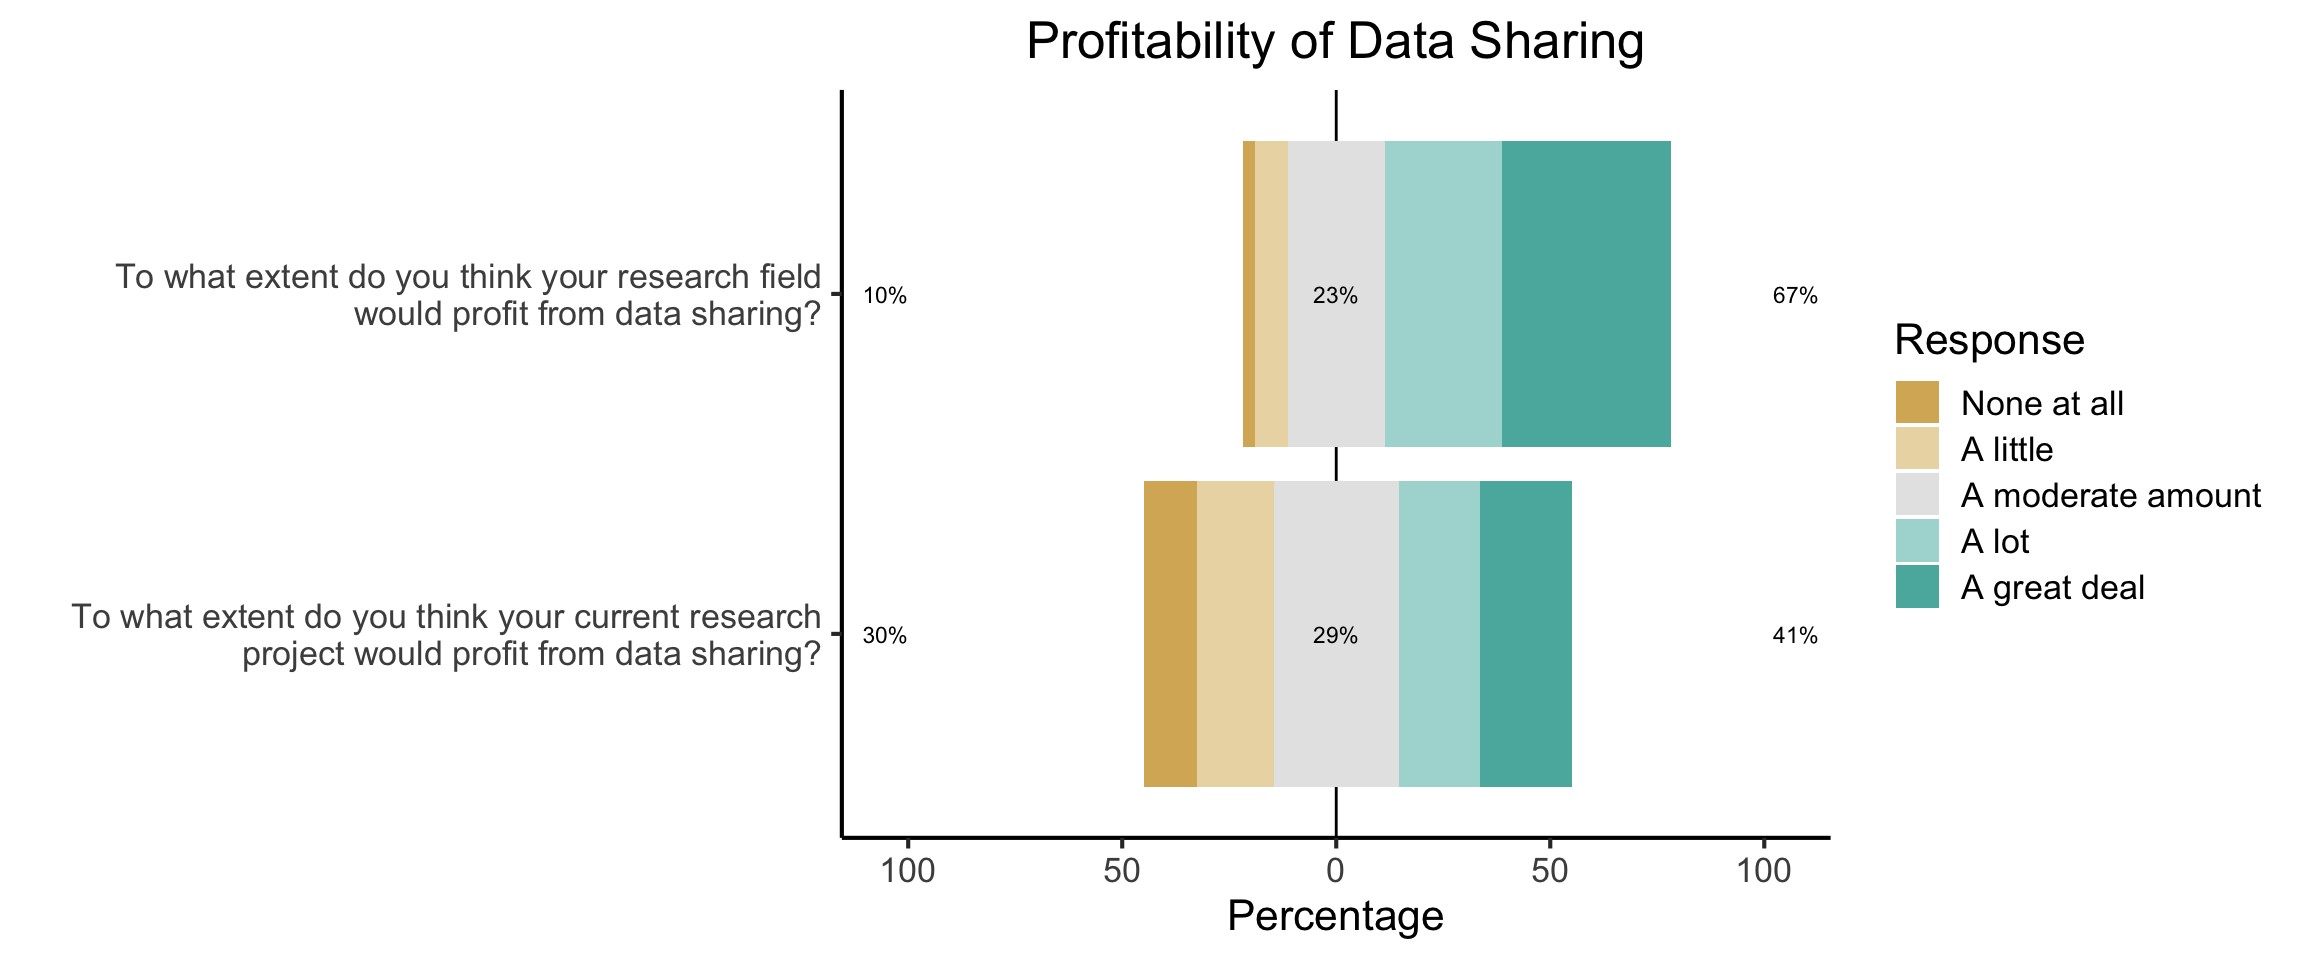 Profitability of Data Sharing
To what extent do you think your research field
would profit from data sharing?
10%
23%
67%
To what extent do you think your current research
project would profit from data sharing?
30%
29%
41%
100
50
0
50
100
Percentage
Response
None at all
A little
A moderate amount
A lot
A great deal